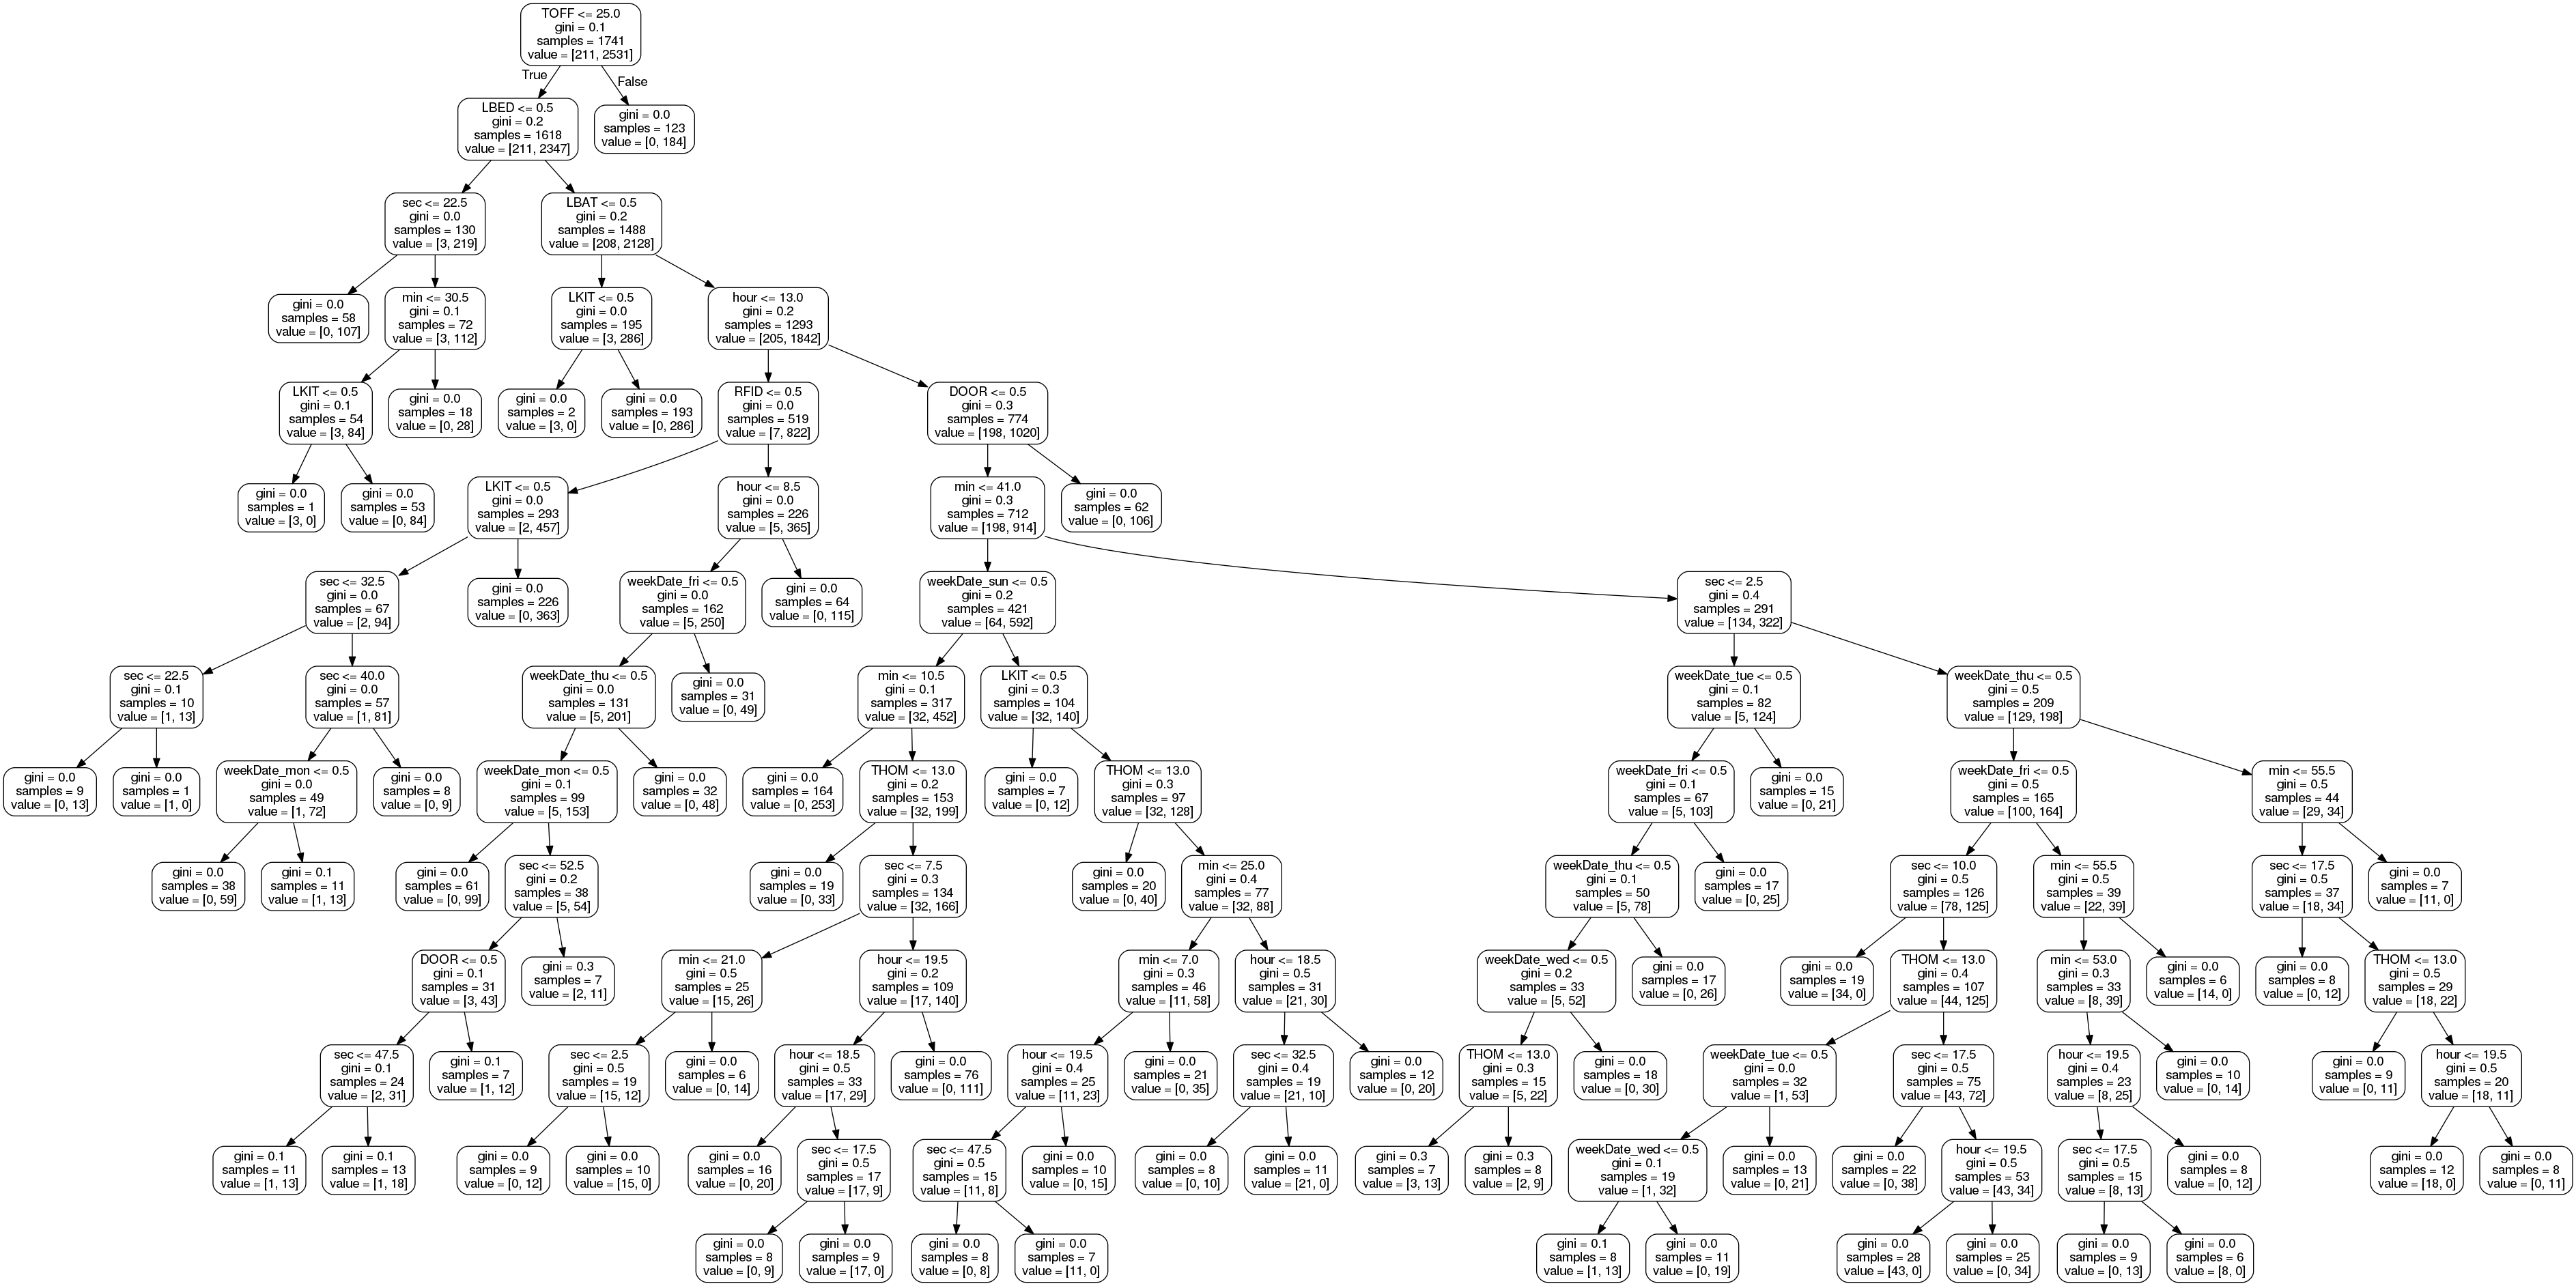 TOFF <= 25.0
gini = 0.1
samples = 1741
value = [211, 2531]
True
False
LBED <= 0.5
gini = 0.2
samples = 1618
value = [211, 2347]
gini = 0.0
samples = 123
value = [0, 184]
sec <= 22.5
gini = 0.0
samples = 130
value = [3, 219]
LBAT <= 0.5
gini = 0.2
samples = 1488
value = [208, 2128]
gini = 0.0
samples = 58
value = [0, 107]
min <= 30.5
gini = 0.1
samples = 72
value = [3, 112]
LKIT <= 0.5
gini = 0.0
samples = 195
value = [3, 286]
hour <= 13.0
gini = 0.2
samples = 1293
value = [205, 1842]
LKIT <= 0.5
gini = 0.1
samples = 54
value = [3, 84]
gini = 0.0
samples = 18
value = [0, 28]
gini = 0.0
samples = 2
value = [3, 0]
gini = 0.0
samples = 193
value = [0, 286]
RFID <= 0.5
gini = 0.0
samples = 519
value = [7, 822]
DOOR <= 0.5
gini = 0.3
samples = 774
value = [198, 1020]
gini = 0.0
samples = 1
value = [3, 0]
gini = 0.0
samples = 53
value = [0, 84]
LKIT <= 0.5
gini = 0.0
samples = 293
value = [2, 457]
hour <= 8.5
gini = 0.0
samples = 226
value = [5, 365]
min <= 41.0
gini = 0.3
samples = 712
value = [198, 914]
gini = 0.0
samples = 62
value = [0, 106]
sec <= 32.5
gini = 0.0
samples = 67
value = [2, 94]
gini = 0.0
samples = 226
value = [0, 363]
weekDate_fri <= 0.5
gini = 0.0
samples = 162
value = [5, 250]
gini = 0.0
samples = 64
value = [0, 115]
weekDate_sun <= 0.5
gini = 0.2
samples = 421
value = [64, 592]
sec <= 2.5
gini = 0.4
samples = 291
value = [134, 322]
sec <= 22.5
gini = 0.1
samples = 10
value = [1, 13]
sec <= 40.0
gini = 0.0
samples = 57
value = [1, 81]
weekDate_thu <= 0.5
gini = 0.0
samples = 131
value = [5, 201]
gini = 0.0
samples = 31
value = [0, 49]
min <= 10.5
gini = 0.1
samples = 317
value = [32, 452]
LKIT <= 0.5
gini = 0.3
samples = 104
value = [32, 140]
weekDate_tue <= 0.5
gini = 0.1
samples = 82
value = [5, 124]
weekDate_thu <= 0.5
gini = 0.5
samples = 209
value = [129, 198]
gini = 0.0
samples = 9
value = [0, 13]
gini = 0.0
samples = 1
value = [1, 0]
weekDate_mon <= 0.5
gini = 0.0
samples = 49
value = [1, 72]
gini = 0.0
samples = 8
value = [0, 9]
weekDate_mon <= 0.5
gini = 0.1
samples = 99
value = [5, 153]
gini = 0.0
samples = 32
value = [0, 48]
gini = 0.0
samples = 164
value = [0, 253]
THOM <= 13.0
gini = 0.2
samples = 153
value = [32, 199]
gini = 0.0
samples = 7
value = [0, 12]
THOM <= 13.0
gini = 0.3
samples = 97
value = [32, 128]
weekDate_fri <= 0.5
gini = 0.1
samples = 67
value = [5, 103]
gini = 0.0
samples = 15
value = [0, 21]
weekDate_fri <= 0.5
gini = 0.5
samples = 165
value = [100, 164]
min <= 55.5
gini = 0.5
samples = 44
value = [29, 34]
gini = 0.0
samples = 38
value = [0, 59]
gini = 0.1
samples = 11
value = [1, 13]
gini = 0.0
samples = 61
value = [0, 99]
sec <= 52.5
gini = 0.2
samples = 38
value = [5, 54]
gini = 0.0
samples = 19
value = [0, 33]
sec <= 7.5
gini = 0.3
samples = 134
value = [32, 166]
gini = 0.0
samples = 20
value = [0, 40]
min <= 25.0
gini = 0.4
samples = 77
value = [32, 88]
weekDate_thu <= 0.5
gini = 0.1
samples = 50
value = [5, 78]
gini = 0.0
samples = 17
value = [0, 25]
sec <= 10.0
gini = 0.5
samples = 126
value = [78, 125]
min <= 55.5
gini = 0.5
samples = 39
value = [22, 39]
sec <= 17.5
gini = 0.5
samples = 37
value = [18, 34]
gini = 0.0
samples = 7
value = [11, 0]
DOOR <= 0.5
gini = 0.1
samples = 31
value = [3, 43]
gini = 0.3
samples = 7
value = [2, 11]
min <= 21.0
gini = 0.5
samples = 25
value = [15, 26]
hour <= 19.5
gini = 0.2
samples = 109
value = [17, 140]
min <= 7.0
gini = 0.3
samples = 46
value = [11, 58]
hour <= 18.5
gini = 0.5
samples = 31
value = [21, 30]
weekDate_wed <= 0.5
gini = 0.2
samples = 33
value = [5, 52]
gini = 0.0
samples = 17
value = [0, 26]
gini = 0.0
samples = 19
value = [34, 0]
THOM <= 13.0
gini = 0.4
samples = 107
value = [44, 125]
min <= 53.0
gini = 0.3
samples = 33
value = [8, 39]
gini = 0.0
samples = 6
value = [14, 0]
gini = 0.0
samples = 8
value = [0, 12]
THOM <= 13.0
gini = 0.5
samples = 29
value = [18, 22]
sec <= 47.5
gini = 0.1
samples = 24
value = [2, 31]
gini = 0.1
samples = 7
value = [1, 12]
sec <= 2.5
gini = 0.5
samples = 19
value = [15, 12]
gini = 0.0
samples = 6
value = [0, 14]
hour <= 18.5
gini = 0.5
samples = 33
value = [17, 29]
gini = 0.0
samples = 76
value = [0, 111]
hour <= 19.5
gini = 0.4
samples = 25
value = [11, 23]
gini = 0.0
samples = 21
value = [0, 35]
sec <= 32.5
gini = 0.4
samples = 19
value = [21, 10]
gini = 0.0
samples = 12
value = [0, 20]
THOM <= 13.0
gini = 0.3
samples = 15
value = [5, 22]
gini = 0.0
samples = 18
value = [0, 30]
weekDate_tue <= 0.5
gini = 0.0
samples = 32
value = [1, 53]
sec <= 17.5
gini = 0.5
samples = 75
value = [43, 72]
hour <= 19.5
gini = 0.4
samples = 23
value = [8, 25]
gini = 0.0
samples = 10
value = [0, 14]
gini = 0.0
samples = 9
value = [0, 11]
hour <= 19.5
gini = 0.5
samples = 20
value = [18, 11]
gini = 0.1
samples = 11
value = [1, 13]
gini = 0.1
samples = 13
value = [1, 18]
gini = 0.0
samples = 9
value = [0, 12]
gini = 0.0
samples = 10
value = [15, 0]
gini = 0.0
samples = 16
value = [0, 20]
sec <= 17.5
gini = 0.5
samples = 17
value = [17, 9]
sec <= 47.5
gini = 0.5
samples = 15
value = [11, 8]
gini = 0.0
samples = 10
value = [0, 15]
gini = 0.0
samples = 8
value = [0, 10]
gini = 0.0
samples = 11
value = [21, 0]
gini = 0.3
samples = 7
value = [3, 13]
gini = 0.3
samples = 8
value = [2, 9]
weekDate_wed <= 0.5
gini = 0.1
samples = 19
value = [1, 32]
gini = 0.0
samples = 13
value = [0, 21]
gini = 0.0
samples = 22
value = [0, 38]
hour <= 19.5
gini = 0.5
samples = 53
value = [43, 34]
sec <= 17.5
gini = 0.5
samples = 15
value = [8, 13]
gini = 0.0
samples = 8
value = [0, 12]
gini = 0.0
samples = 12
value = [18, 0]
gini = 0.0
samples = 8
value = [0, 11]
gini = 0.0
samples = 8
value = [0, 9]
gini = 0.0
samples = 9
value = [17, 0]
gini = 0.0
samples = 8
value = [0, 8]
gini = 0.0
samples = 7
value = [11, 0]
gini = 0.1
samples = 8
value = [1, 13]
gini = 0.0
samples = 11
value = [0, 19]
gini = 0.0
samples = 28
value = [43, 0]
gini = 0.0
samples = 25
value = [0, 34]
gini = 0.0
samples = 9
value = [0, 13]
gini = 0.0
samples = 6
value = [8, 0]